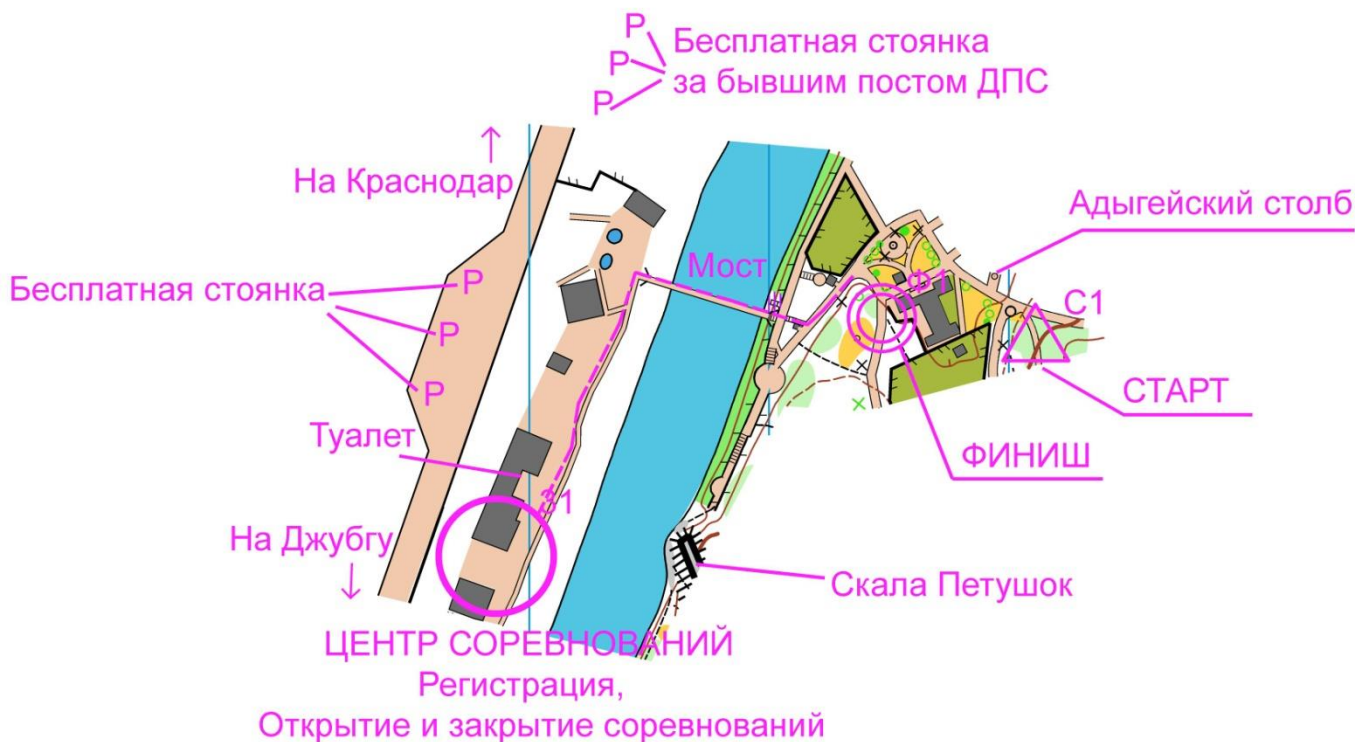 Р
Р
Р
Бесплатная стоянка
за бывшим постом ДПС
↑
На Краснодар
Адыгейский столб
Мост
Ф1
С1
Бесплатная стоянка
Р
Р
Р
СТАРТ
Туалет
ФИНИШ
31
На Джубгу
↓
Скала Петушок
ЦЕНТР СОРЕВНОВАНИЙ
Регистрация,
Открытие и закрытие соревнований